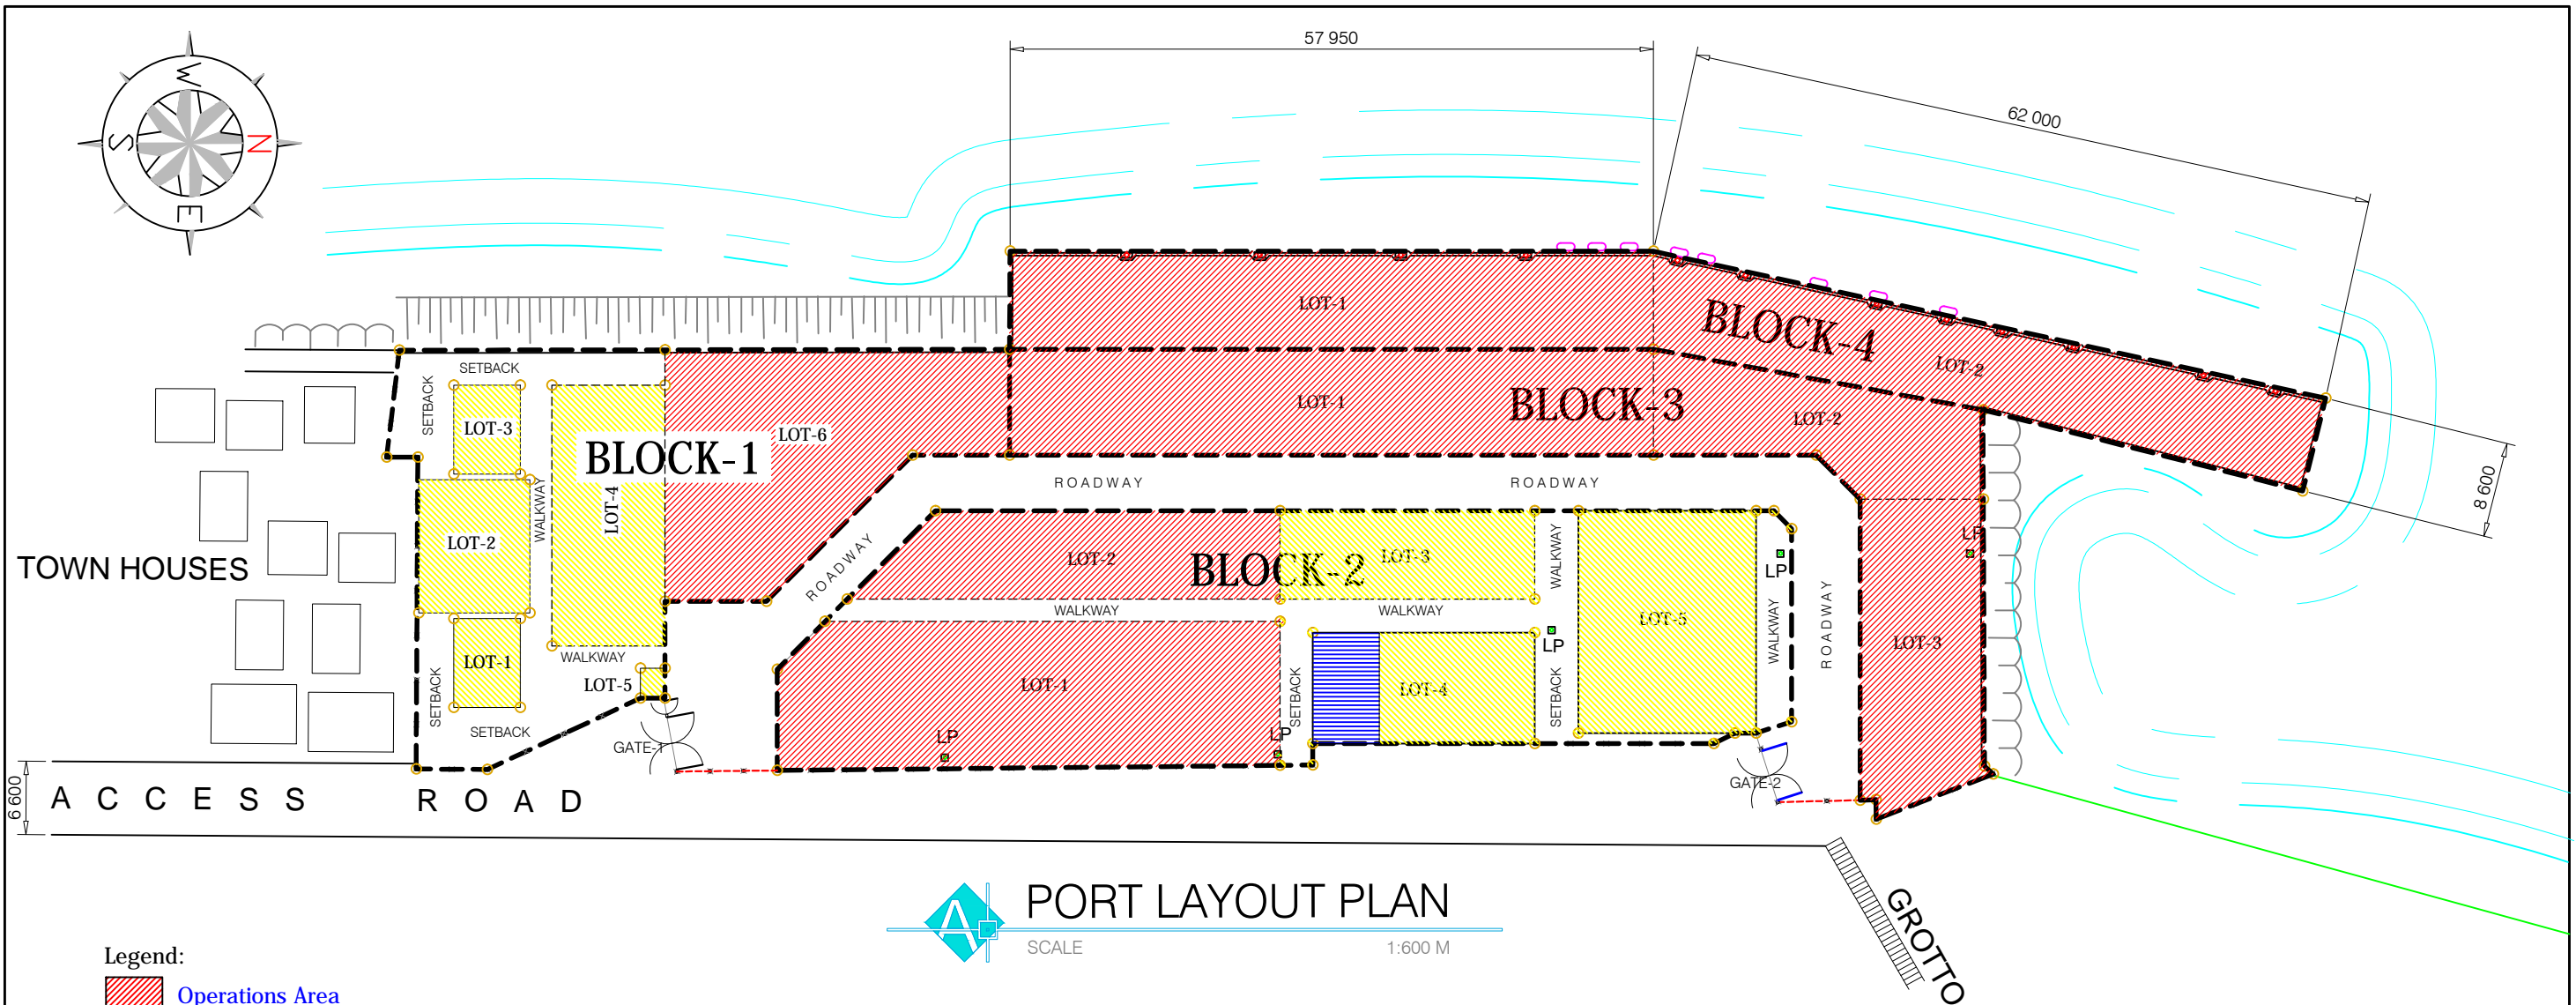 57 950
62 000
W
S
N
E
LOT-1
BLOCK-4
LOT-2
SETBACK
SETBACK
LOT-3
LOT-6
BLOCK-1
LOT-4
LOT-1
BLOCK-3
LOT-2
8 600
ROADWAY
ROADWAY
WALKWAY
LOT-2
TOWN HOUSES
ROADWAY
LOT-2
BLOCK-2
LOT-3
WALKWAY
LP
LP
WALKWAY
WALKWAY
LOT-5
WALKWAY
ROADWAY
LP
LOT-3
LOT-1
WALKWAY
LOT-5
SETBACK
SETBACK
LOT-1
SETBACK
LOT-4
SETBACK
GATE-1
LP
LP
GATE-2
6 600
ACCESS ROAD
A
PORT LAYOUT PLAN
SCALE 1:600 M
GROTTO
Legend:
Operations Area